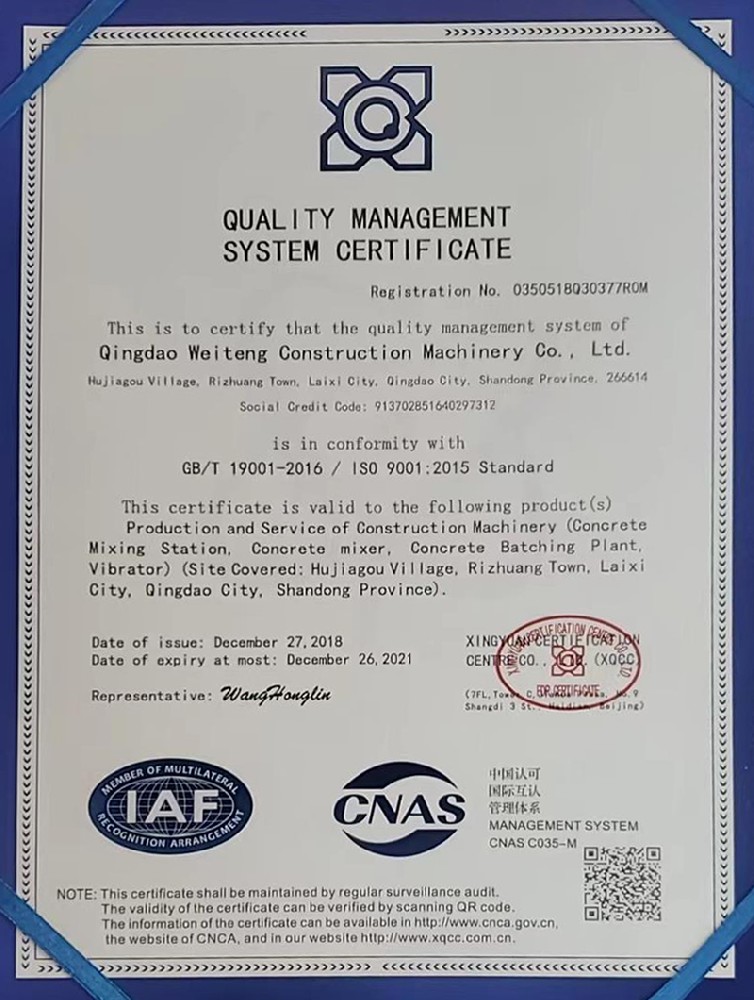 QUALITY MANAGEMENT
SYSTEM CERTIFICATE
Registration No. 0350518Q30377R0M
This is to certify that the quality management system of
Qingdao Weiteng Construction Machinery Co., Ltd.
Hujiagou Village, Rizhuang Town, Laixi City, Qingdao City, Shandong Province, 266614
Social Credit Code: 913702851640297312
is in conformity with
GB/T 19001-2016 / ISO 9001:2015 Standard
This certificate is valid to the following product(s)
Production and Service of Construction Machinery (Concrete
Mixing Station, Concrete mixer, Concrete Batching Plant,
Vibrator) (Site Covered: Hujiagou Village, Rizhuang Town, Laixi
City, Qingdao City, Shandong Province).
Date of issue: December 27,2018
Date of expiry at most: December 26,2021
Representative: WangHonglin
XINGYUAN CERTIFICATION
CENTRE CO., LTD. (XQCC)
(7FL, Tower C, No. 9
Shangdi 3 St., Haidian, Beijing)
FOR CERTIFICATE
MEMBER OF MULTILATERAL
IAF
RECOGNITION ARRANGEMENT
CNAS
中国认可
国际互认
管理体系
MANAGEMENT SYSTEM
CNAS C035-M
NOTE: This certificate shall be maintained by regular surveillance audit.
The validity of the certificate can be verified by scanning QR code.
The information of the certificate can be available in http://www.cnca.gov.cn,
the website of CNCA, and in our website http://www.xqcc.com.cn.